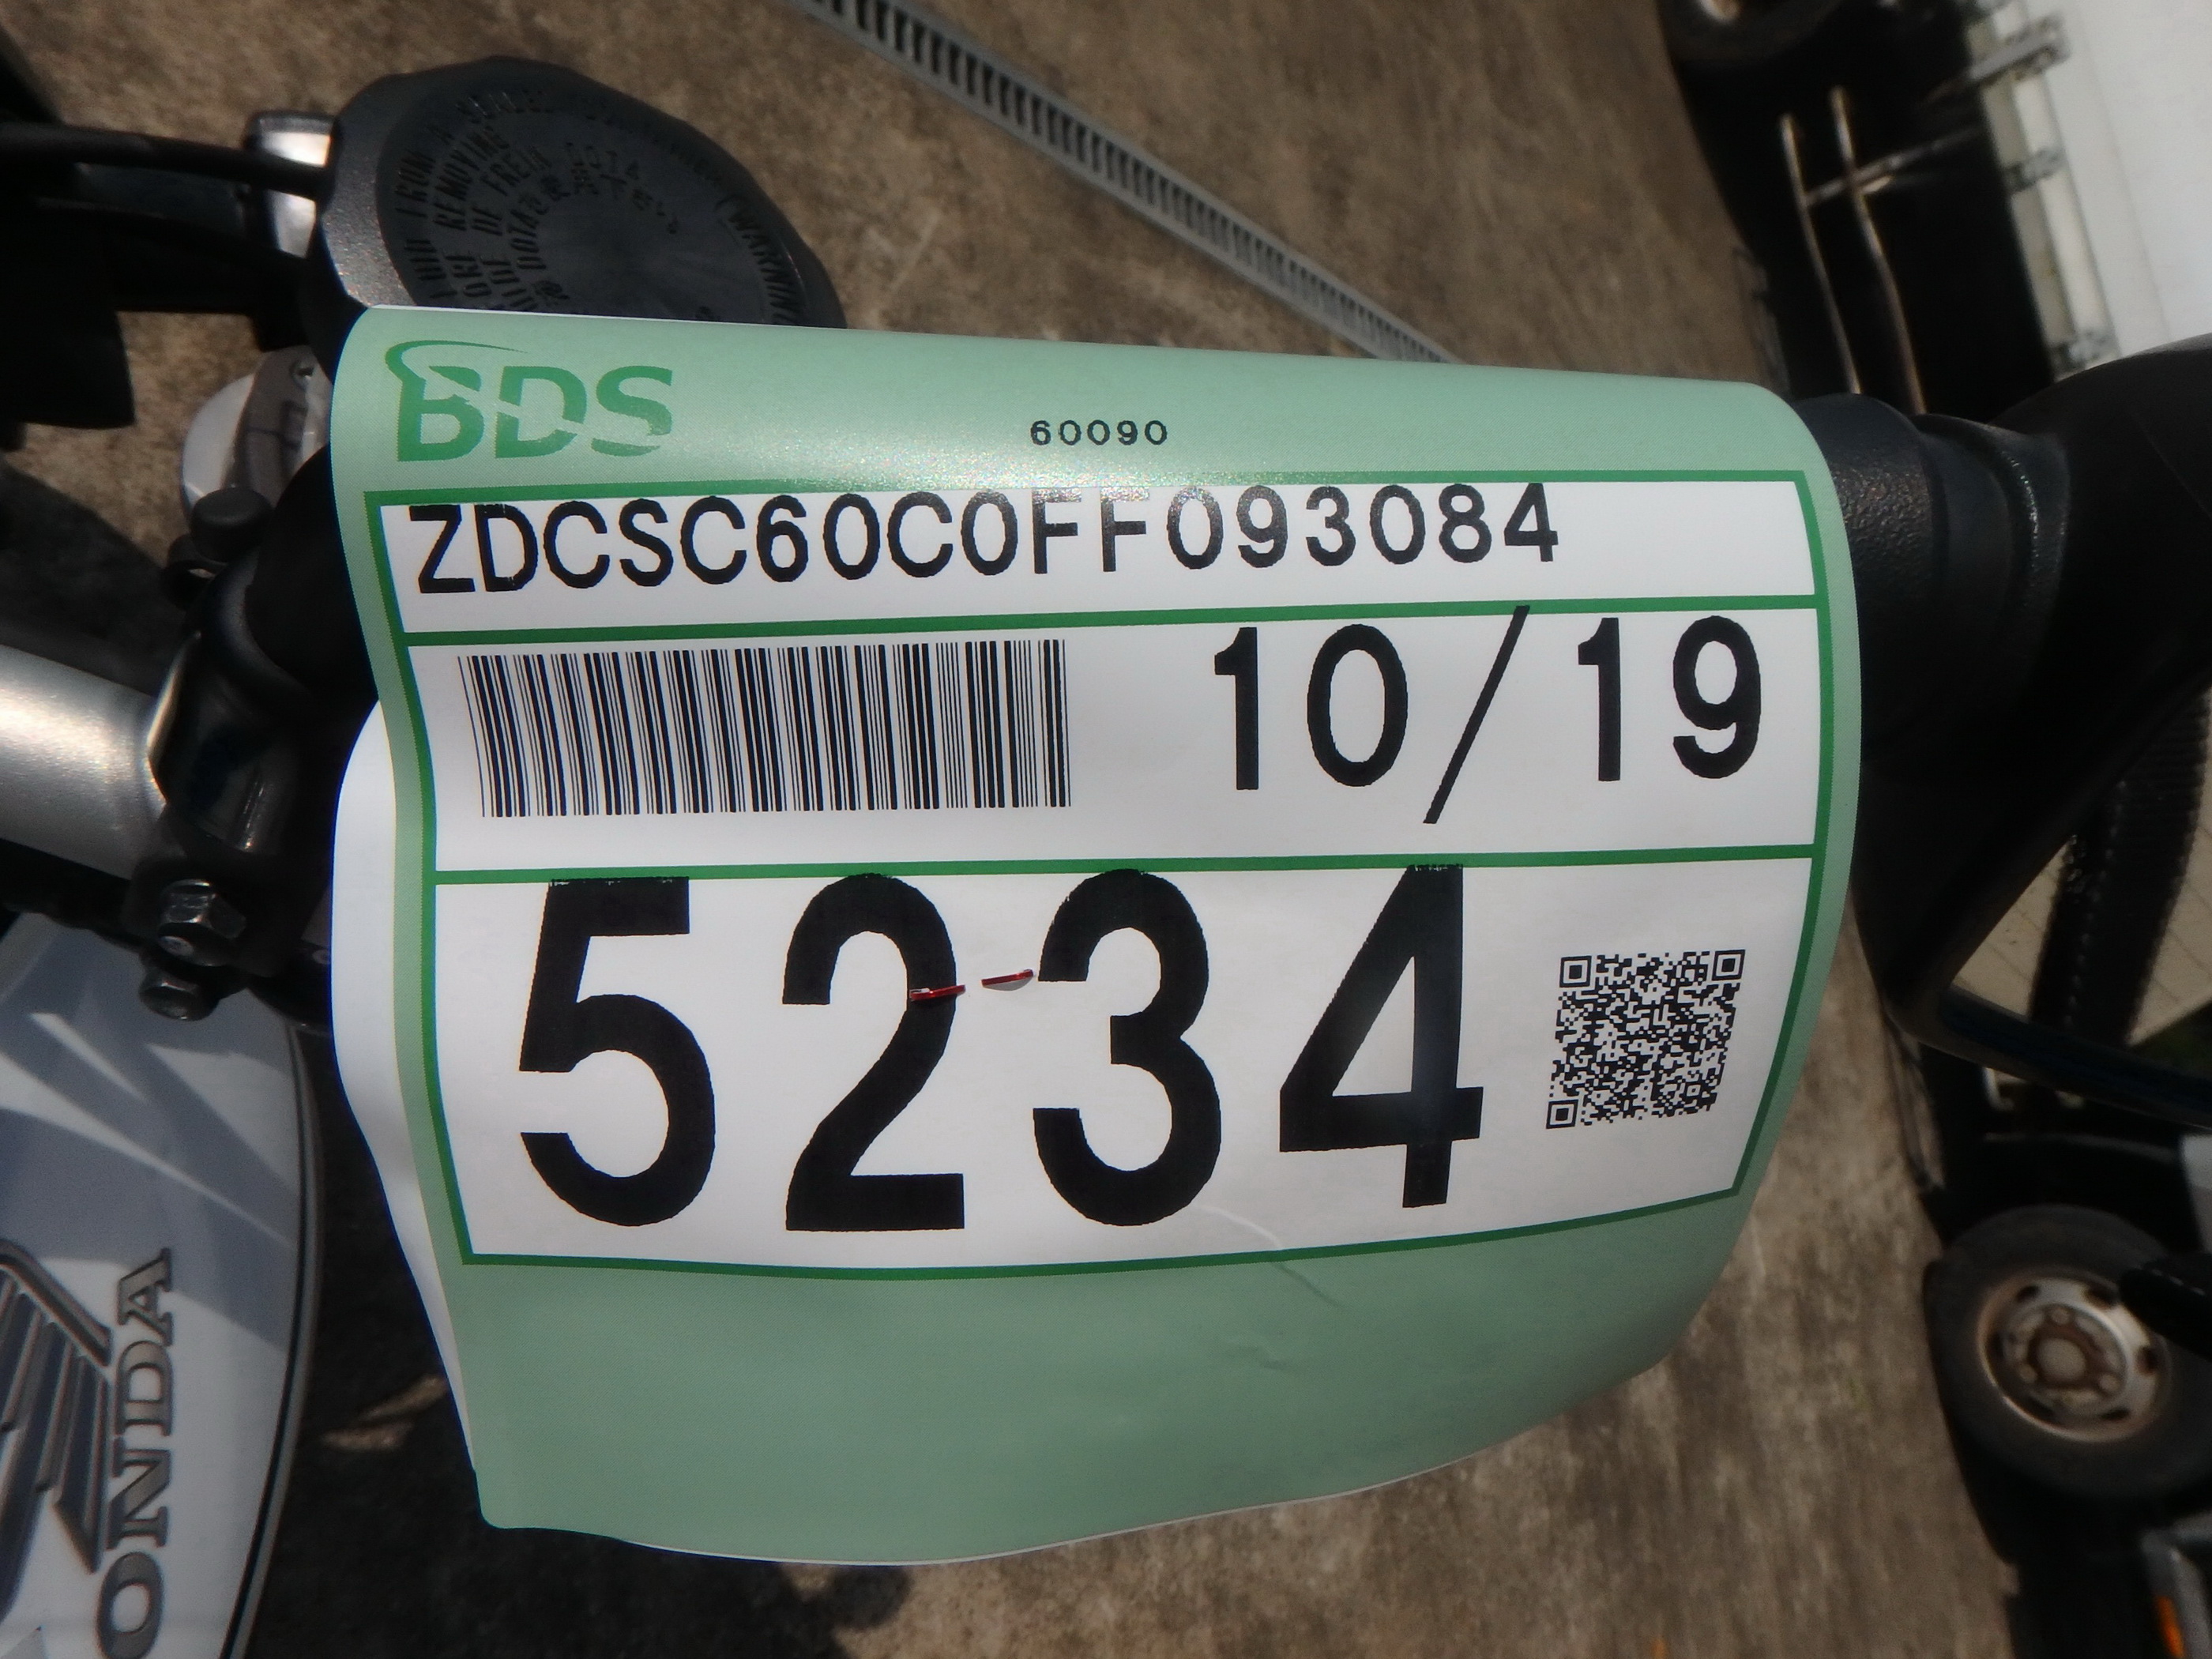 BDS
60090
ZDCSC60C0FF093084
10/19
5234
HONDA